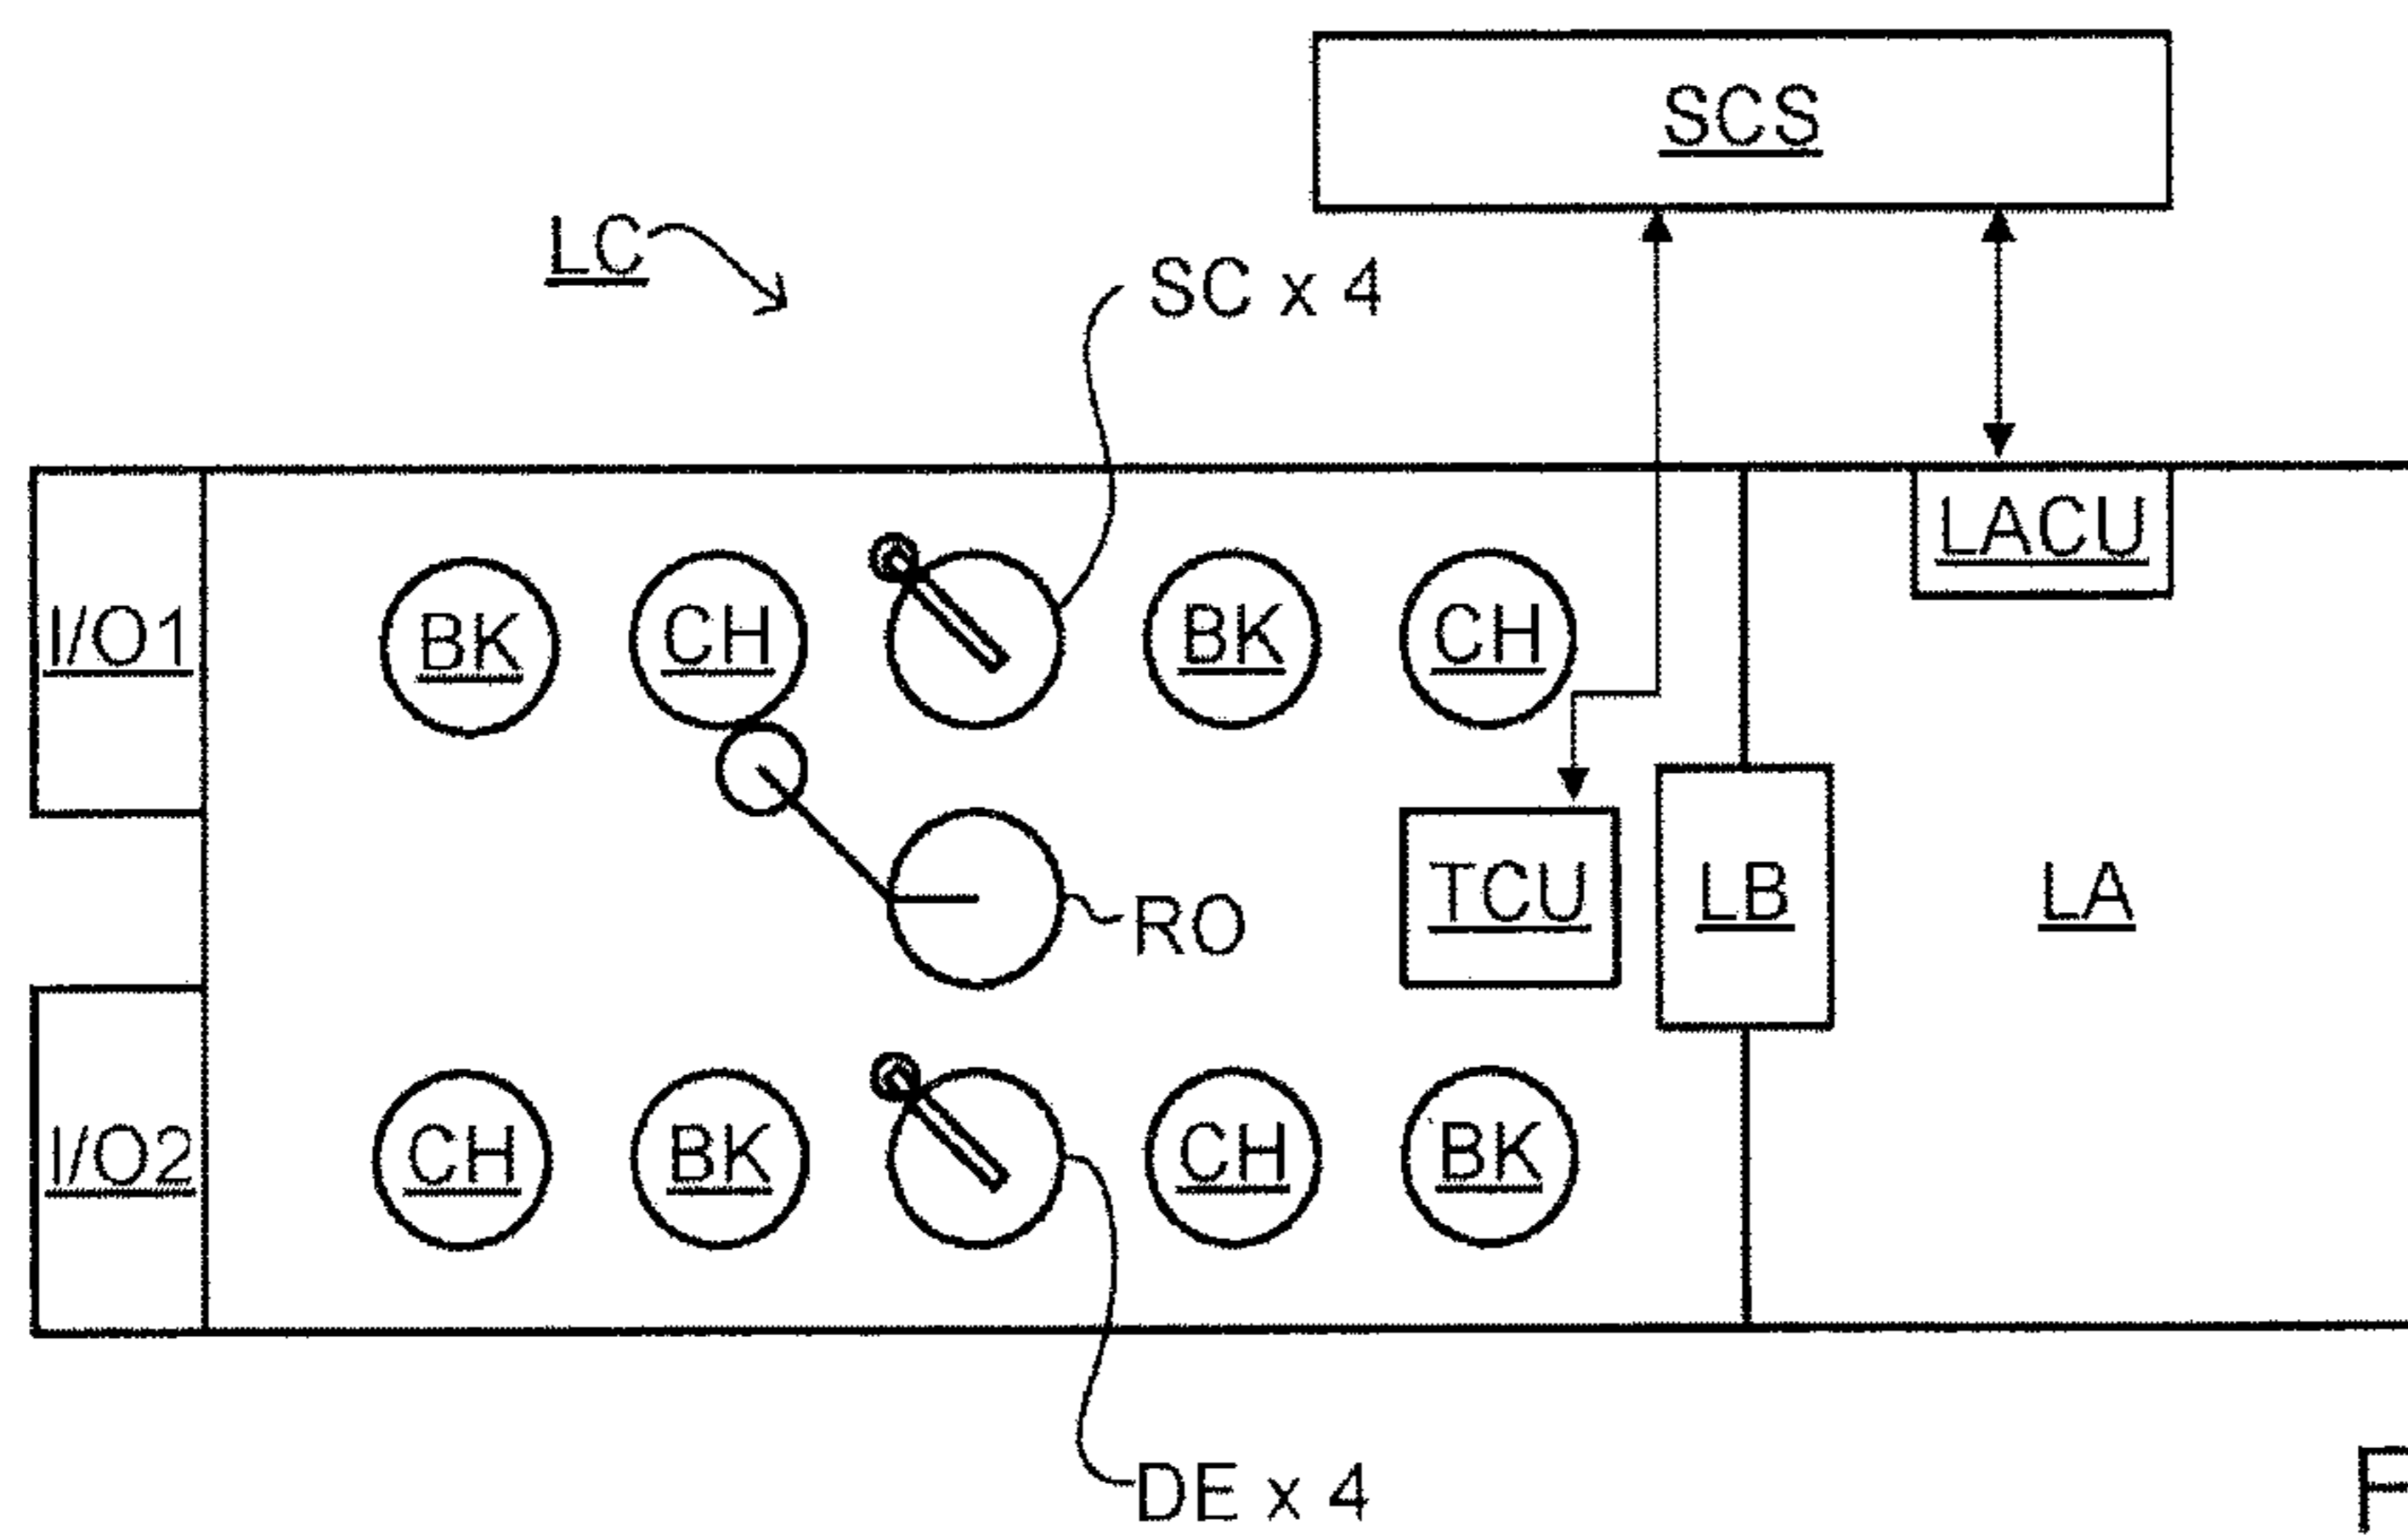 SCS
LC
SC x 4
LACU
I/O1
BK
CH
BK
CH
TCU
LB
LA
RO
I/O2
CH
BK
CH
BK
DE x 4
F